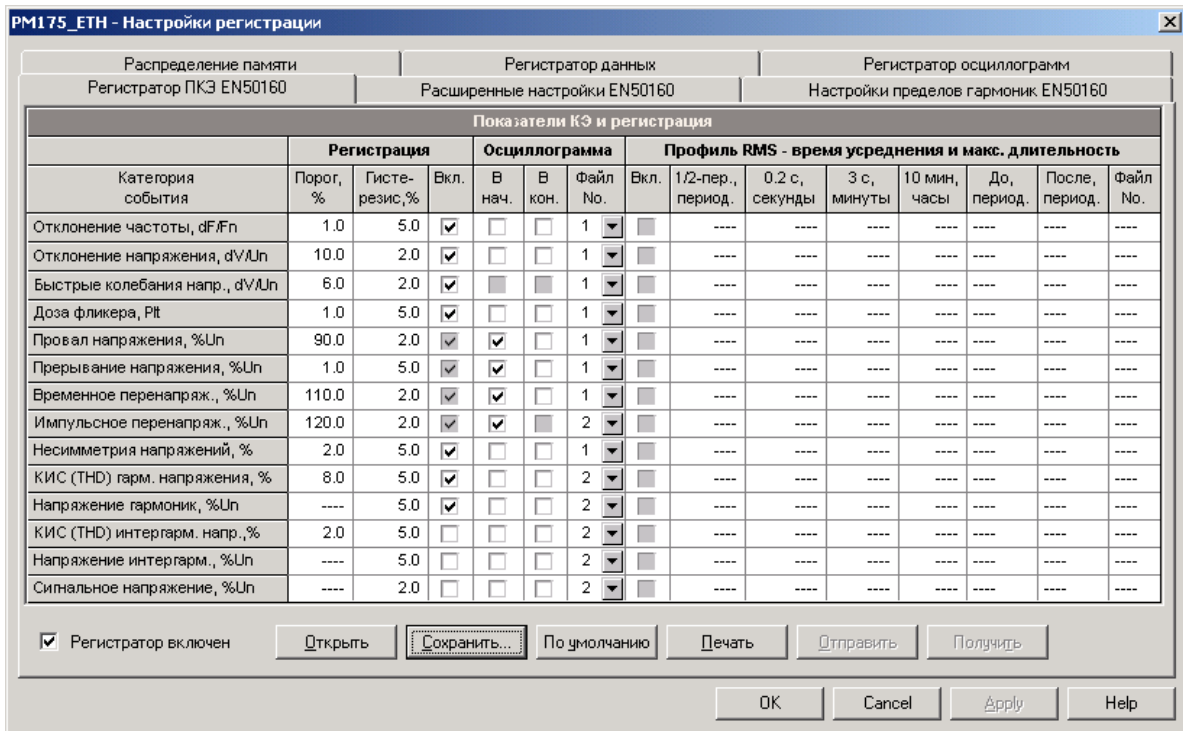 PM175_ETH - Настройки регистрации
Распределение памяти Регистратор данных Регистратор осциллограмм
Регистратор ПКЭ EN50160 Расширенные настройки EN50160 Настройки пределов гармоник EN50160
Показатели КЭ и регистрация
Регистрация Осциллограмма Профиль RMS - время усреднения и макс. длительность
Категория события Порог, % Гисте-резис,% Вкл. В нач. В кон. Файл No. Вкл. 1/2-пер., период. 0.2 с, секунды 3 с, минуты 10 мин, часы До, период. После, период. Файл No.
Отклонение частоты, dF/Fn 1.0 5.0 1 ---- ---- ---- ---- ---- ---- ----
Отклонение напряжения, dV/Un 10.0 2.0 1 ---- ---- ---- ---- ---- ---- ----
Быстрые колебания напр., dV/Un 6.0 2.0 1 ---- ---- ---- ---- ---- ---- ----
Доза фликера, Plt 1.0 5.0 1 ---- ---- ---- ---- ---- ---- ----
Провал напряжения, %Un 90.0 2.0 1 ---- ---- ---- ---- ---- ---- ----
Прерывание напряжения, %Un 1.0 5.0 1 ---- ---- ---- ---- ---- ---- ----
Временное перенапряж., %Un 110.0 2.0 1 ---- ---- ---- ---- ---- ---- ----
Импульсное перенапряж., %Un 120.0 2.0 2 ---- ---- ---- ---- ---- ---- ----
Несимметрия напряжений, % 2.0 5.0 1 ---- ---- ---- ---- ---- ---- ----
КИС (THD) гарм. напряжения, % 8.0 5.0 2 ---- ---- ---- ---- ---- ---- ----
Напряжение гармоник, %Un ---- 5.0 2 ---- ---- ---- ---- ---- ---- ----
КИС (THD) интергарм. напр.,% 2.0 5.0 2 ---- ---- ---- ---- ---- ---- ----
Напряжение интергарм., %Un ---- 5.0 2 ---- ---- ---- ---- ---- ---- ----
Сигнальное напряжение, %Un ---- 2.0 2 ---- ---- ---- ---- ---- ---- ----
Регистратор включен Открыть Сохранить... По умолчанию Печать Отправить Получить
OK Cancel Apply Help